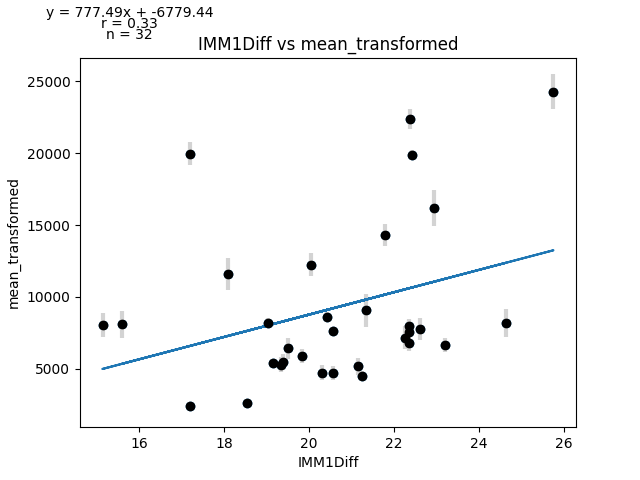 y = 777.49x + -6779.44
r = 0.33
n = 32
IMM1Diff vs mean_transformed
25000
20000
15000
10000
5000
mean_transformed
16 18 20 22 24 26
IMM1Diff